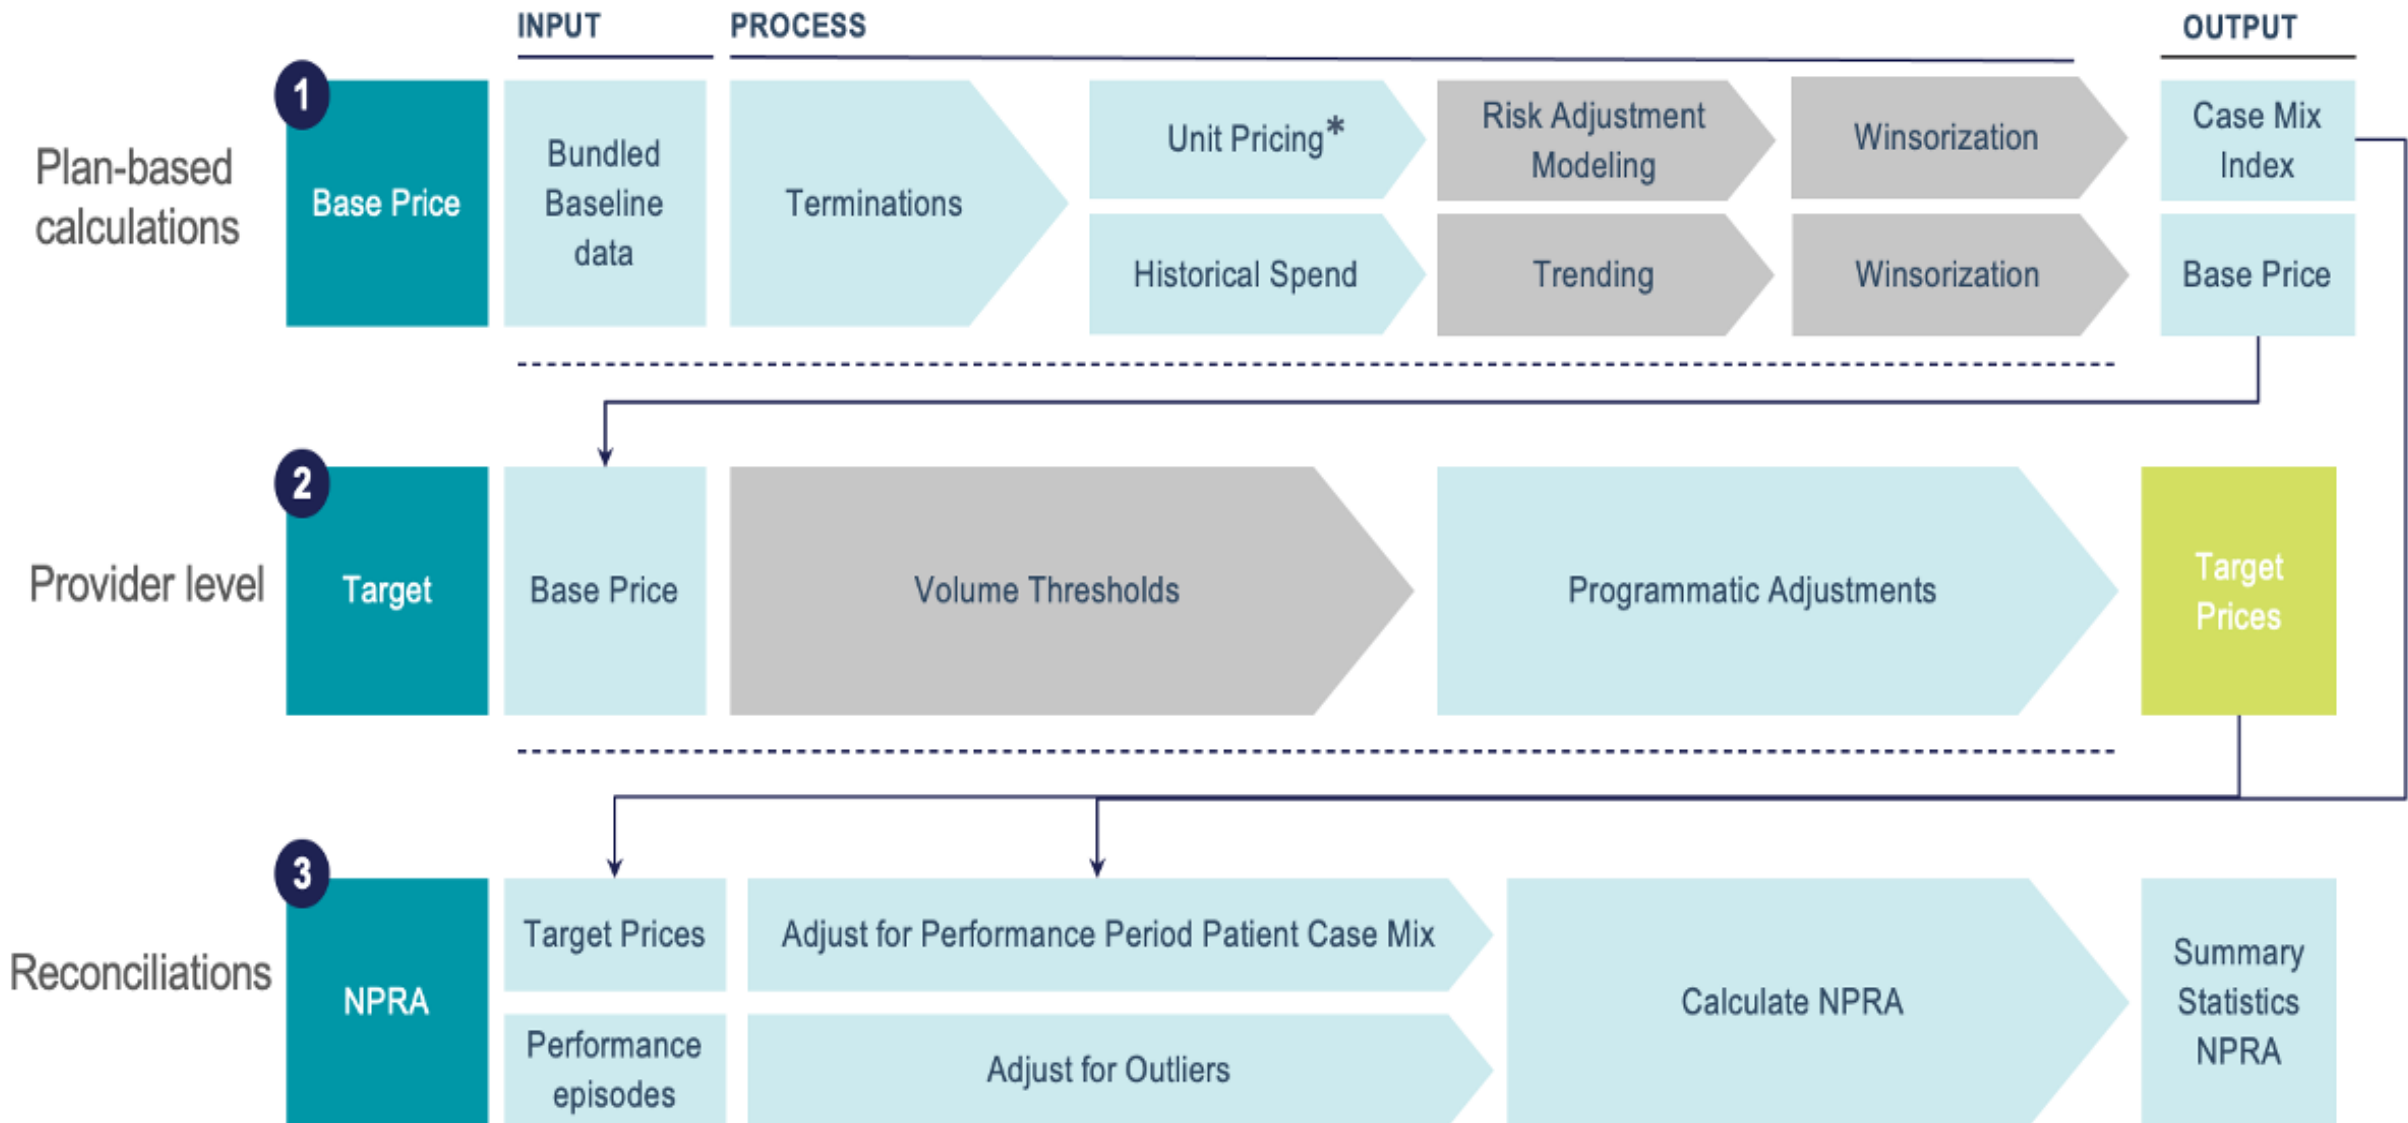 INPUT
PROCESS
OUTPUT
1
Plan-based
calculations
Base Price
Bundled
Baseline
data
Terminations
Unit Pricing*
Risk Adjustment
Modeling
Winsorization
Case Mix
Index
Historical Spend
Trending
Winsorization
Base Price
2
Provider level
Target
Base Price
Volume Thresholds
Programmatic Adjustments
Target
Prices
3
Reconciliations
NPRA
Target Prices
Adjust for Performance Period Patient Case Mix
Performance
episodes
Adjust for Outliers
Calculate NPRA
Summary
Statistics
NPRA